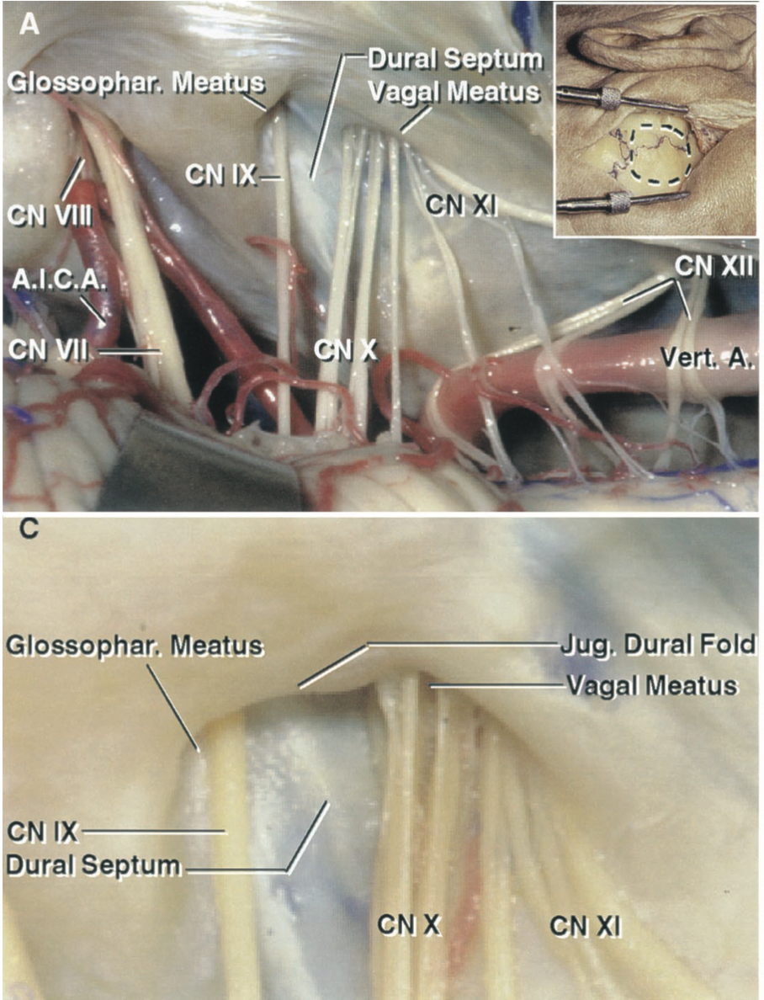 A
Dural Septum
Glossophar. Meatus
Vagal Meatus
CN IX
CN XI
CN VIII
CN XII
A.I.C.A.
CN VII
CN X
Vert. A.
C
Glossophar. Meatus
Jug. Dural Fold
Vagal Meatus
CN IX
Dural Septum
CN X
CN XI